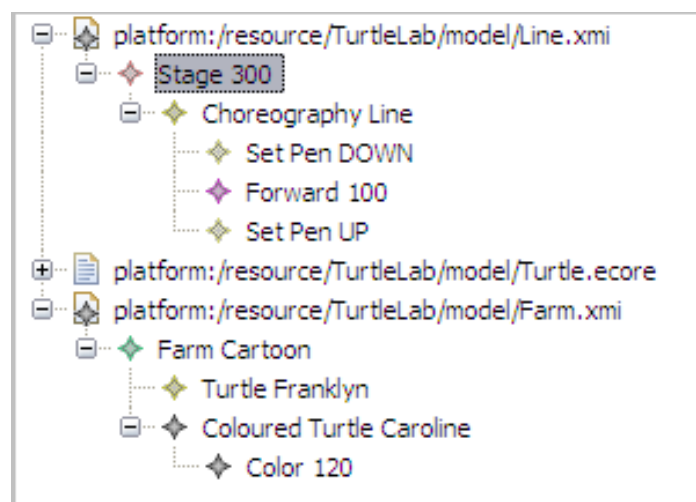 platform:/resource/TurtleLab/model/Line.xmi
Stage 300
Choreography Line
Set Pen DOWN
Forward 100
Set Pen UP
platform:/resource/TurtleLab/model/Turtle.ecore
platform:/resource/TurtleLab/model/Farm.xmi
Farm Cartoon
Turtle Franklyn
Coloured Turtle Caroline
Color 120